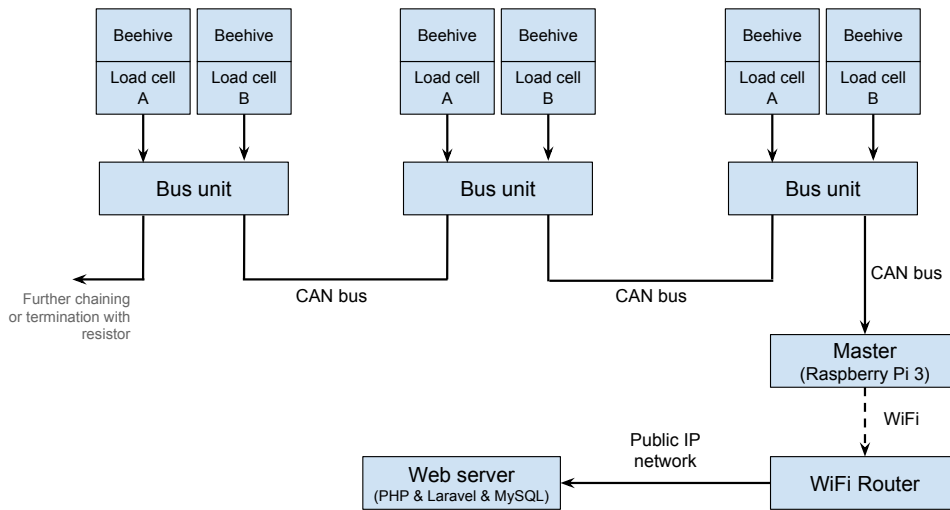 Beehive
Beehive
Beehive
Beehive
Beehive
Beehive
Load cell
A
Load cell
B
Load cell
A
Load cell
B
Load cell
A
Load cell
B
Bus unit
Bus unit
Bus unit
CAN bus
CAN bus
CAN bus
Further chaining
or termination with
resistor
Master
(Raspberry Pi 3)
WiFi
Public IP
network
Web server
(PHP & Laravel & MySQL)
WiFi Router